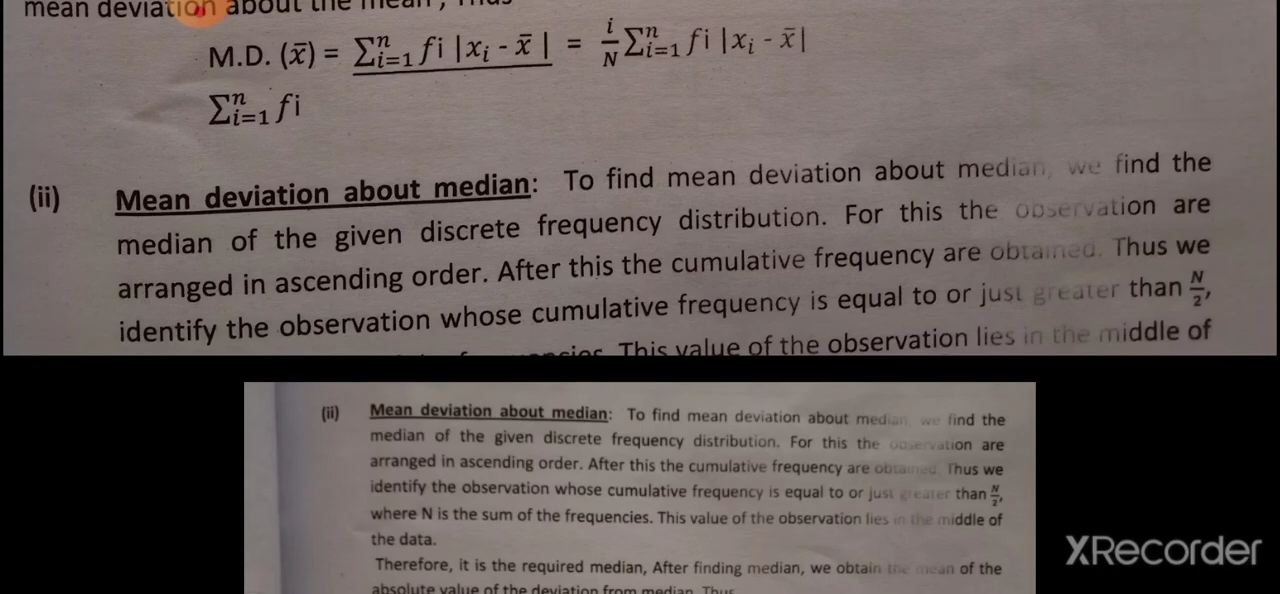 mean deviation about the mean, Thus
M.D. (x̄) = ∑ⁿᵢ₌₁ fi |xᵢ - x̄ | = i/N ∑ⁿᵢ₌₁ fi |xᵢ - x̄|
∑ⁿᵢ₌₁ fi
(ii) Mean deviation about median: To find mean deviation about median, we find the
median of the given discrete frequency distribution. For this the observation are
arranged in ascending order. After this the cumulative frequency are obtained. Thus we
identify the observation whose cumulative frequency is equal to or just greater than N/2,
This value of the observation lies in the middle of
(ii) Mean deviation about median: To find mean deviation about median, we find the
median of the given discrete frequency distribution. For this the observation are
arranged in ascending order. After this the cumulative frequency are obtained. Thus we
identify the observation whose cumulative frequency is equal to or just greater than N/2,
where N is the sum of the frequencies. This value of the observation lies in the middle of
the data.
Therefore, it is the required median, After finding median, we obtain the mean of the
absolute value of the deviation from median. Thus
XRecorder